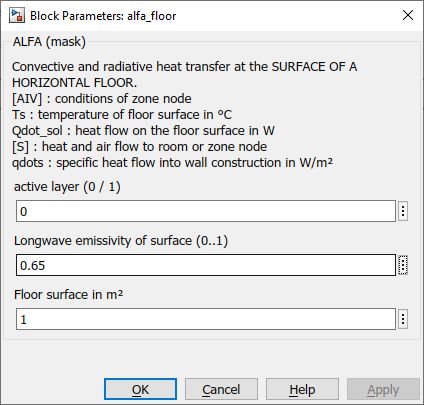 Block Parameters: alfa_floor
ALFA (mask)
Convective and radiative heat transfer at the SURFACE OF A
HORIZONTAL FLOOR.
[AIV] : conditions of zone node
Ts : temperature of floor surface in °C
Qdot_sol : heat flow on the floor surface in W
[S] : heat and air flow to room or zone node
qdots : specific heat flow into wall construction in W/m²
active layer (0 / 1)
0
Longwave emissivity of surface (0..1)
0.65
Floor surface in m²
1
OK Cancel Help Apply